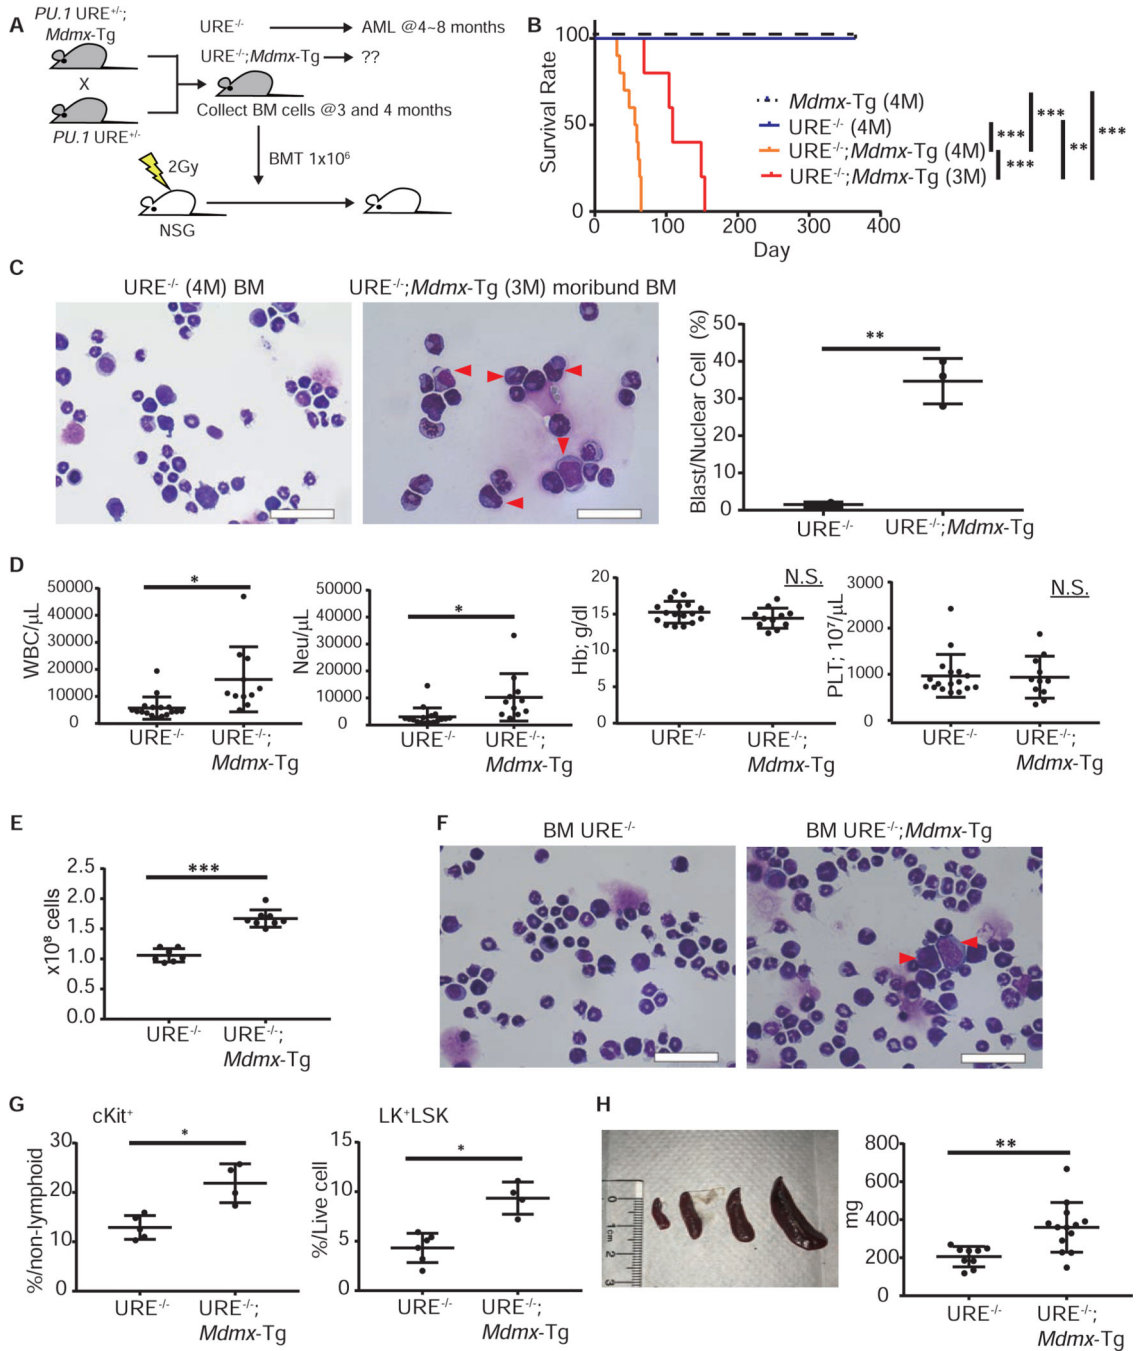 A
PU.1 URE+/-;
Mdmx-Tg
X
PU.1 URE+/-
URE-/-
AML @4~8 months
URE-/-;Mdmx-Tg
??
Collect BM cells @3 and 4 months
BMT 1x10⁶
2Gy
NSG
B
Survival Rate
100
50
0
0 100 200 300 400
Day
Mdmx-Tg (4M)
URE-/- (4M)
URE-/-;Mdmx-Tg (4M)
URE-/-;Mdmx-Tg (3M)
***
***
***
**
***
C
URE-/- (4M) BM
URE-/-;Mdmx-Tg (3M) moribund BM
Blast/Nuclear Cell (%)
50
40
30
20
10
0
**
URE-/- URE-/-;Mdmx-Tg
D
WBC/µL
50000
40000
30000
20000
10000
0
*
URE-/- URE-/-;
Mdmx-Tg
Neu/µL
50000
40000
30000
20000
10000
0
*
URE-/- URE-/-;
Mdmx-Tg
Hb; g/dl
20
15
10
5
0
N.S.
URE-/- URE-/-;
Mdmx-Tg
PLT; 10⁷/µL
3000
2000
1000
0
N.S.
URE-/- URE-/-;
Mdmx-Tg
E
x10⁸ cells
2.5
2.0
1.5
1.0
0.5
0.0
***
URE-/- URE-/-;
Mdmx-Tg
F
BM URE-/-
BM URE-/-;Mdmx-Tg
G
cKit+
%/non-lymphoid
30
20
10
0
*
URE-/- URE-/-;
Mdmx-Tg
LK+LSK
%/Live cell
15
10
5
0
*
URE-/- URE-/-;
Mdmx-Tg
H
0
1cm
2
3
mg
800
600
400
200
0
**
URE-/- URE-/-;
Mdmx-Tg